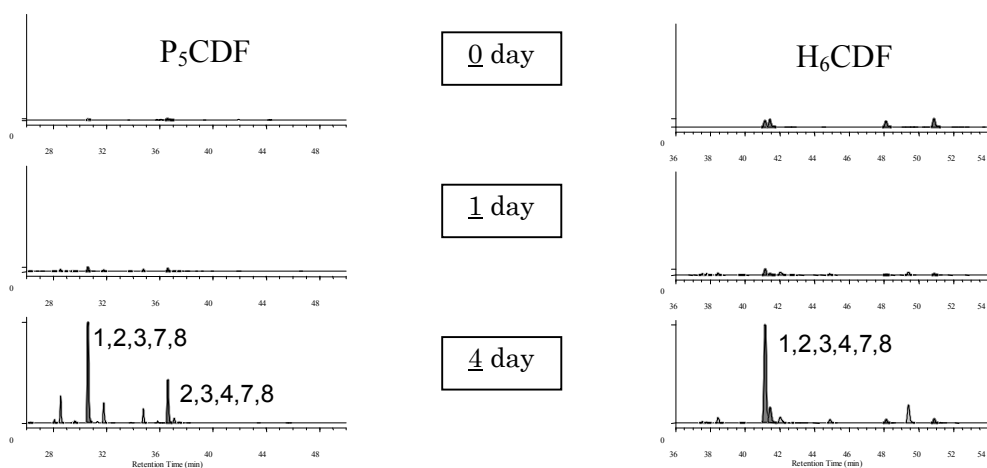 P₅CDF
0 day
H₆CDF
0
28 32 36 40 44 48
0
36 38 40 42 44 46 48 50 52 54
1 day
0
28 32 36 40 44 48
0
36 38 40 42 44 46 48 50 52 54
1,2,3,7,8
2,3,4,7,8
4 day
1,2,3,4,7,8
0
28 32 36 40 44 48
Retention Time (min)
0
36 38 40 42 44 46 48 50 52 54
Retention Time (min)